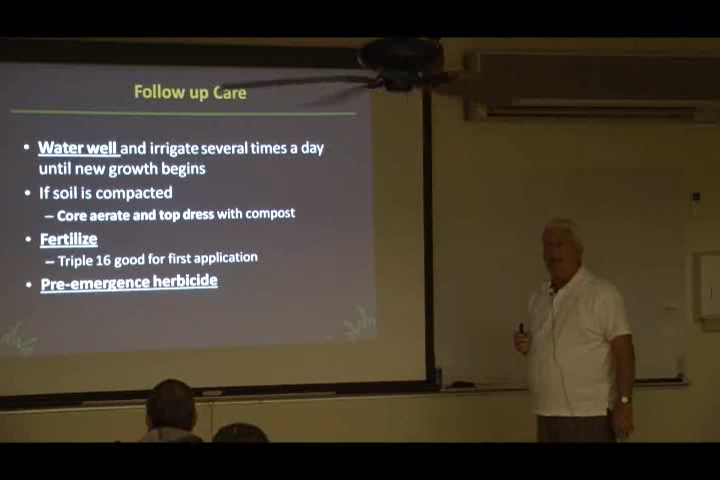 Follow up Care
• Water well and irrigate several times a day
until new growth begins
• If soil is compacted
– Core aerate and top dress with compost
• Fertilize
– Triple 16 good for first application
• Pre-emergence herbicide